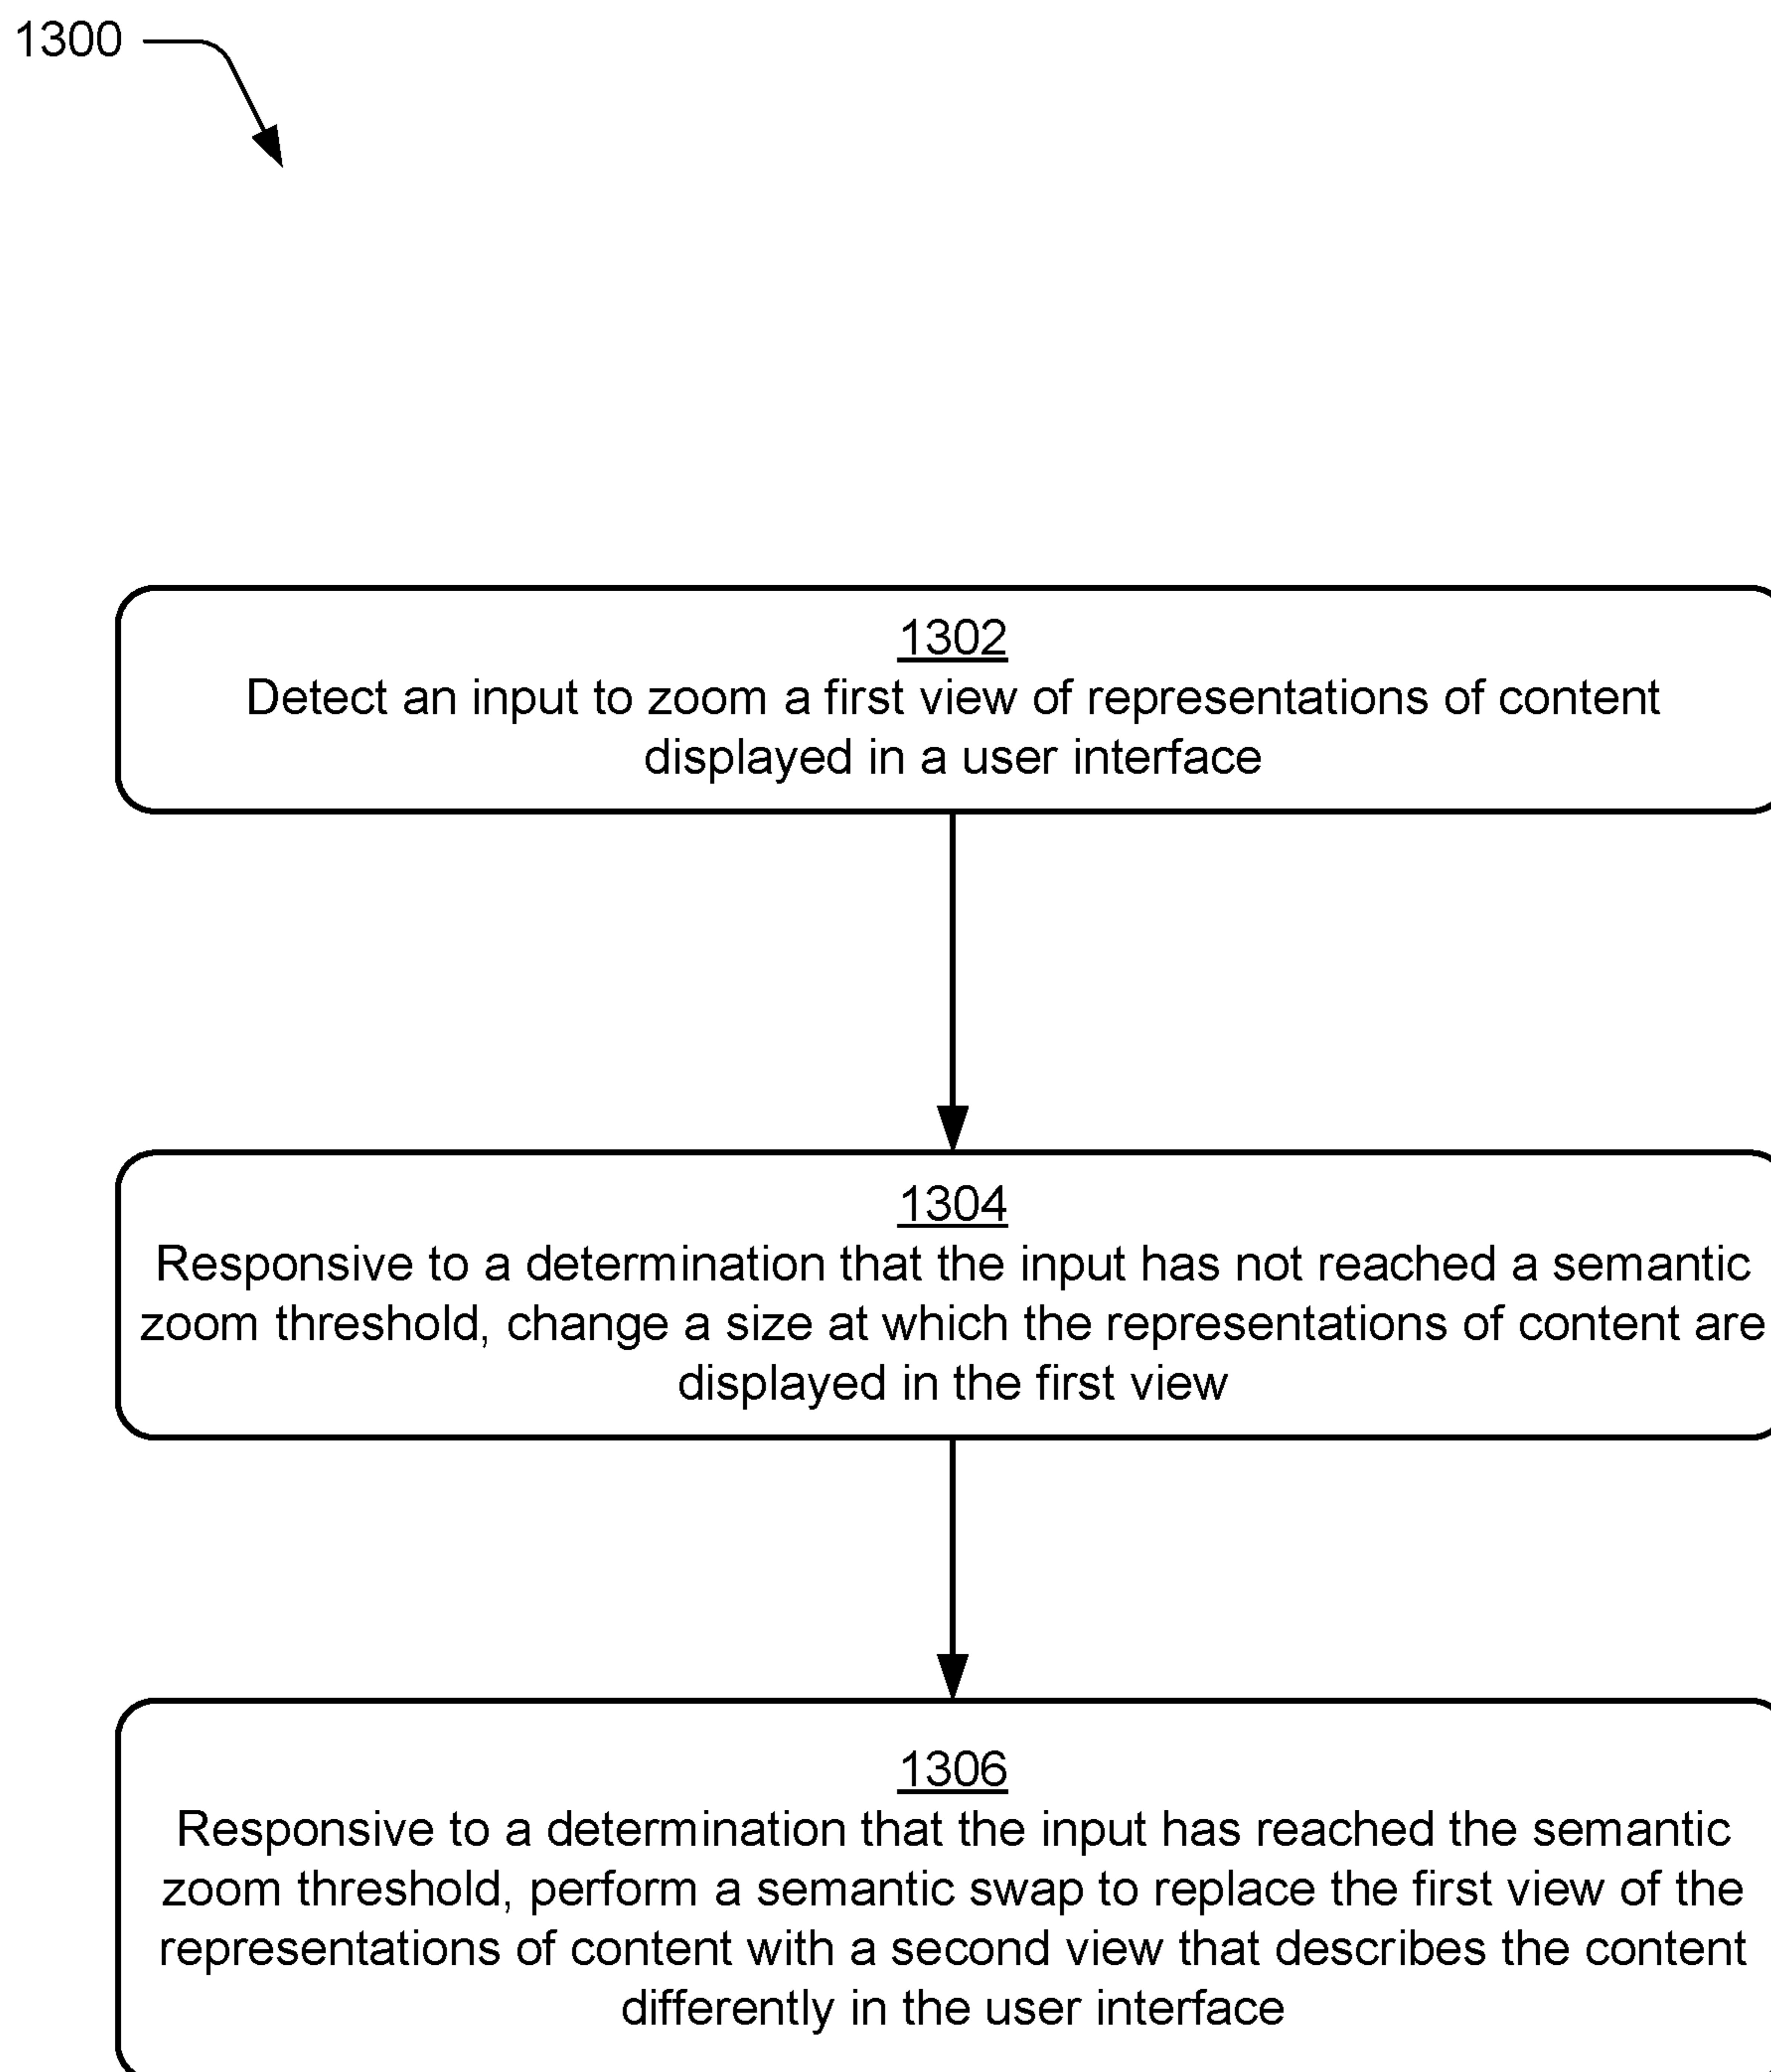 1300
1302
Detect an input to zoom a first view of representations of content
displayed in a user interface
1304
Responsive to a determination that the input has not reached a semantic
zoom threshold, change a size at which the representations of content are
displayed in the first view
1306
Responsive to a determination that the input has reached the semantic
zoom threshold, perform a semantic swap to replace the first view of the
representations of content with a second view that describes the content
differently in the user interface